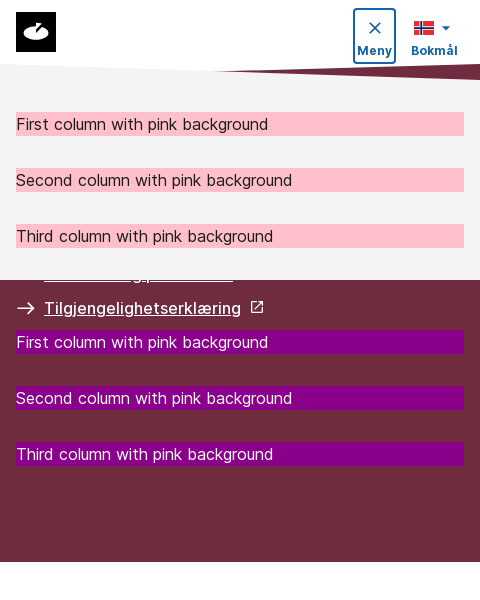 Meny
Bokmål
First column with pink background
Second column with pink background
Third column with pink background
Tilgjengelighetserklæring
First column with pink background
Second column with pink background
Third column with pink background